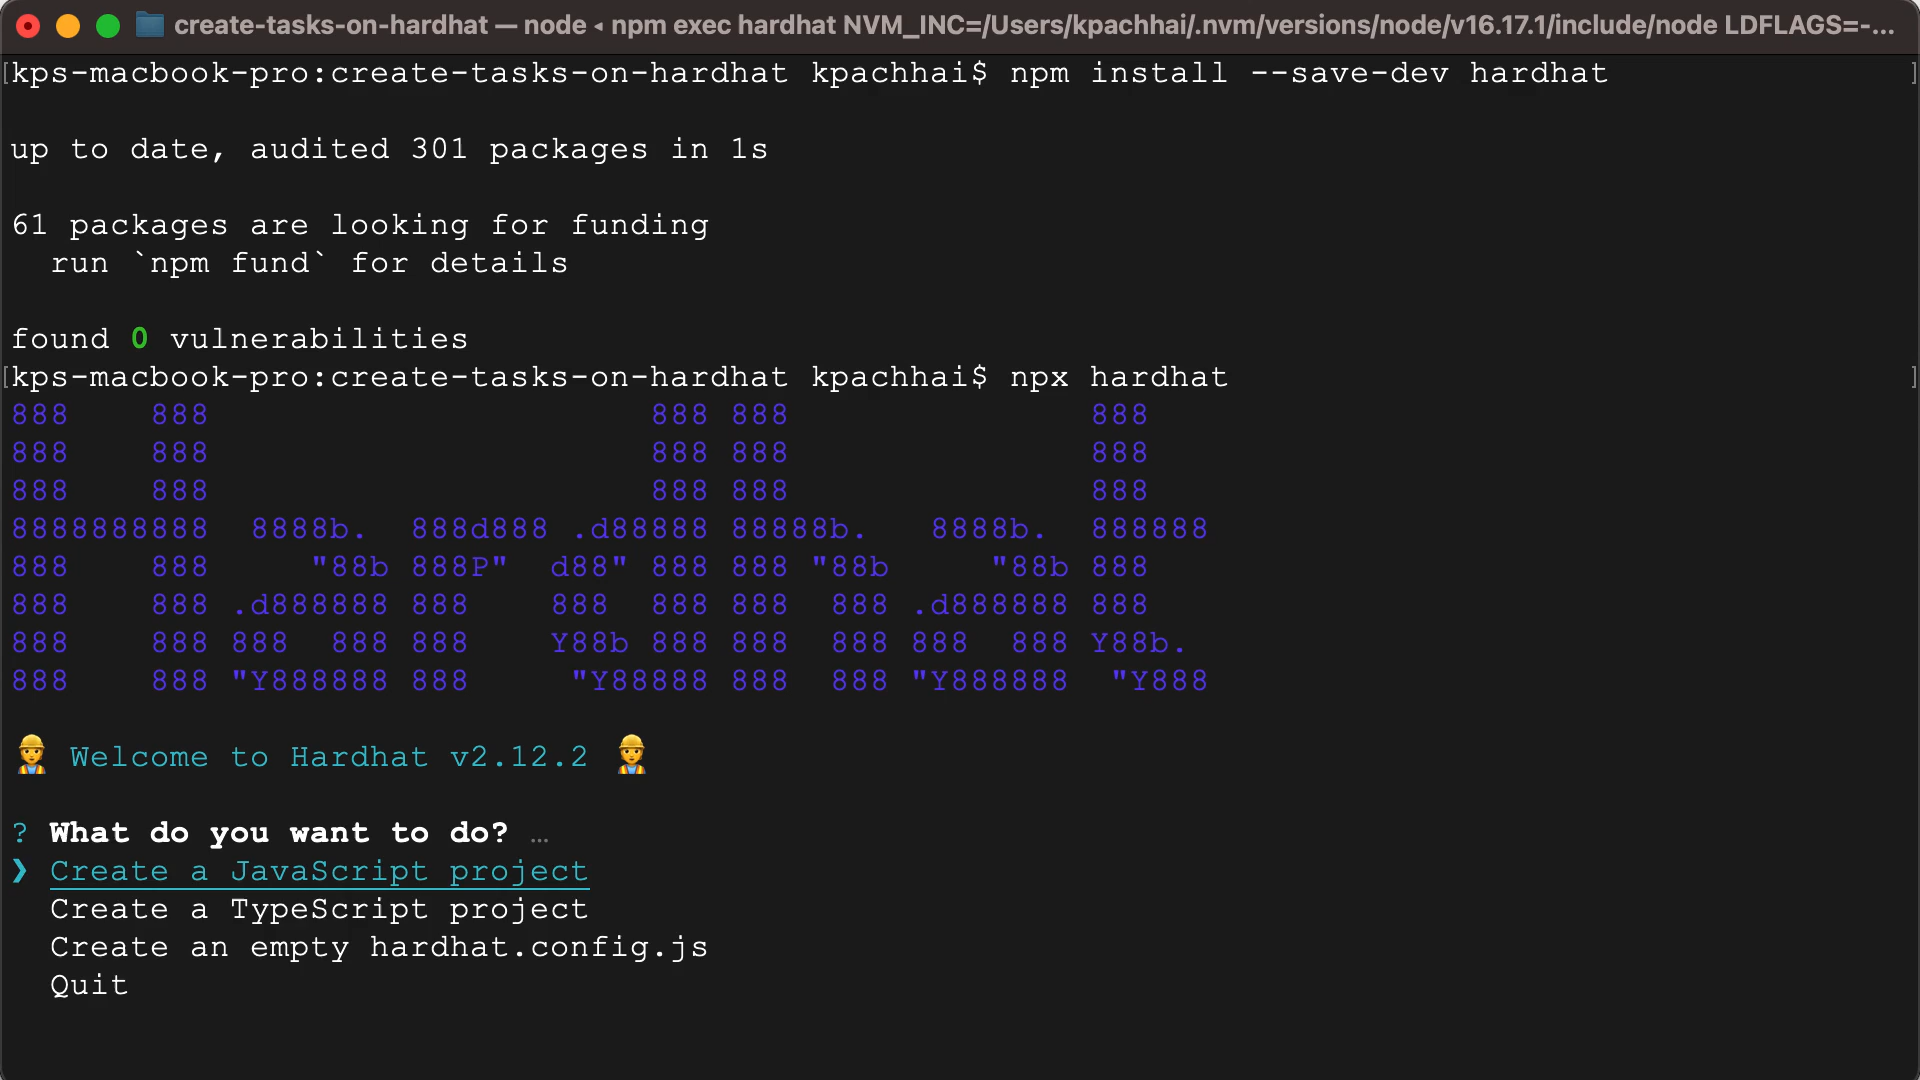 create-tasks-on-hardhat — node ◂ npm exec hardhat NVM_INC=/Users/kpachhai/.nvm/versions/node/v16.17.1/include/node LDFLAGS=-...
[kps-macbook-pro:create-tasks-on-hardhat kpachhai$ npm install --save-dev hardhat ]
up to date, audited 301 packages in 1s
61 packages are looking for funding
  run `npm fund` for details
found 0 vulnerabilities
[kps-macbook-pro:create-tasks-on-hardhat kpachhai$ npx hardhat ]
888    888                      888 888               888
888    888                      888 888               888
888    888                      888 888               888
8888888888  8888b.  888d888 .d88888 88888b.   8888b.  888888
888    888     "88b 888P"  d88" 888 888 "88b     "88b 888
888    888 .d888888 888    888  888 888  888 .d888888 888
888    888 888  888 888    Y88b 888 888  888 888  888 Y88b.
888    888 "Y888888 888     "Y88888 888  888 "Y888888  "Y888
👷 Welcome to Hardhat v2.12.2 👷
? What do you want to do? …
❯ Create a JavaScript project
  Create a TypeScript project
  Create an empty hardhat.config.js
  Quit